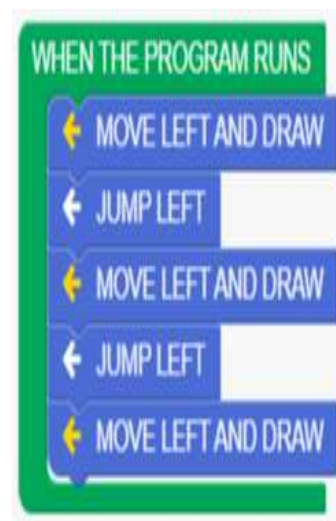 WHEN THE PROGRAM RUNS
MOVE LEFT AND DRAW
JUMP LEFT
MOVE LEFT AND DRAW
JUMP LEFT
MOVE LEFT AND DRAW